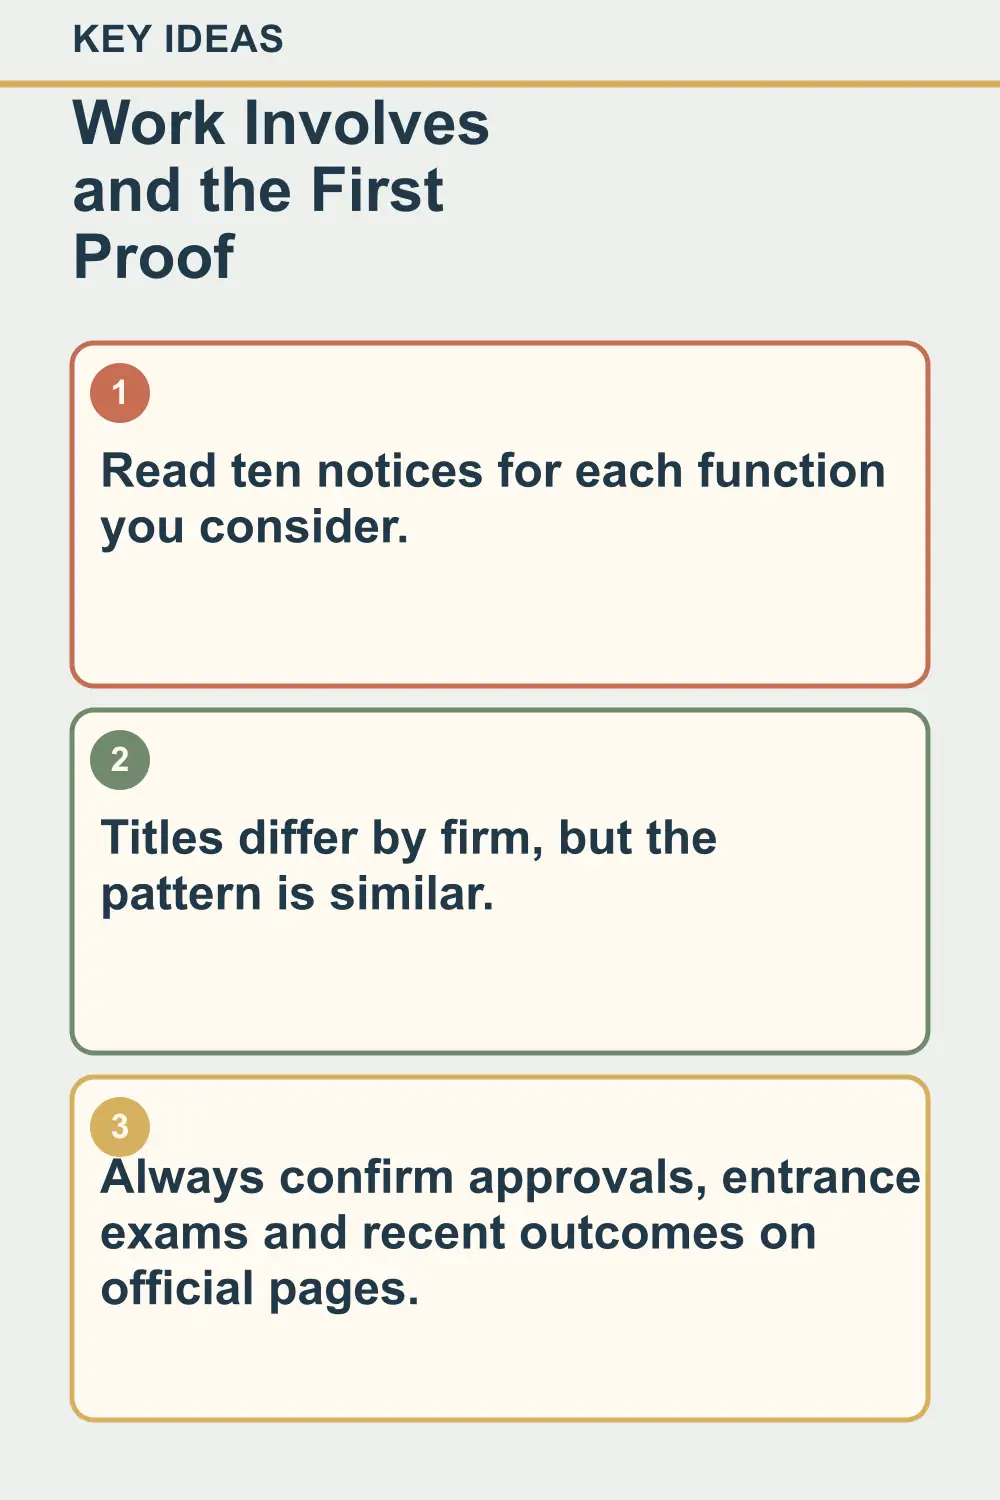 KEY IDEAS
Work Involves
and the First
Proof
1
Read ten notices for each function
you consider.
2
Titles differ by firm, but the
pattern is similar.
3
Always confirm approvals, entrance
exams and recent outcomes on
official pages.